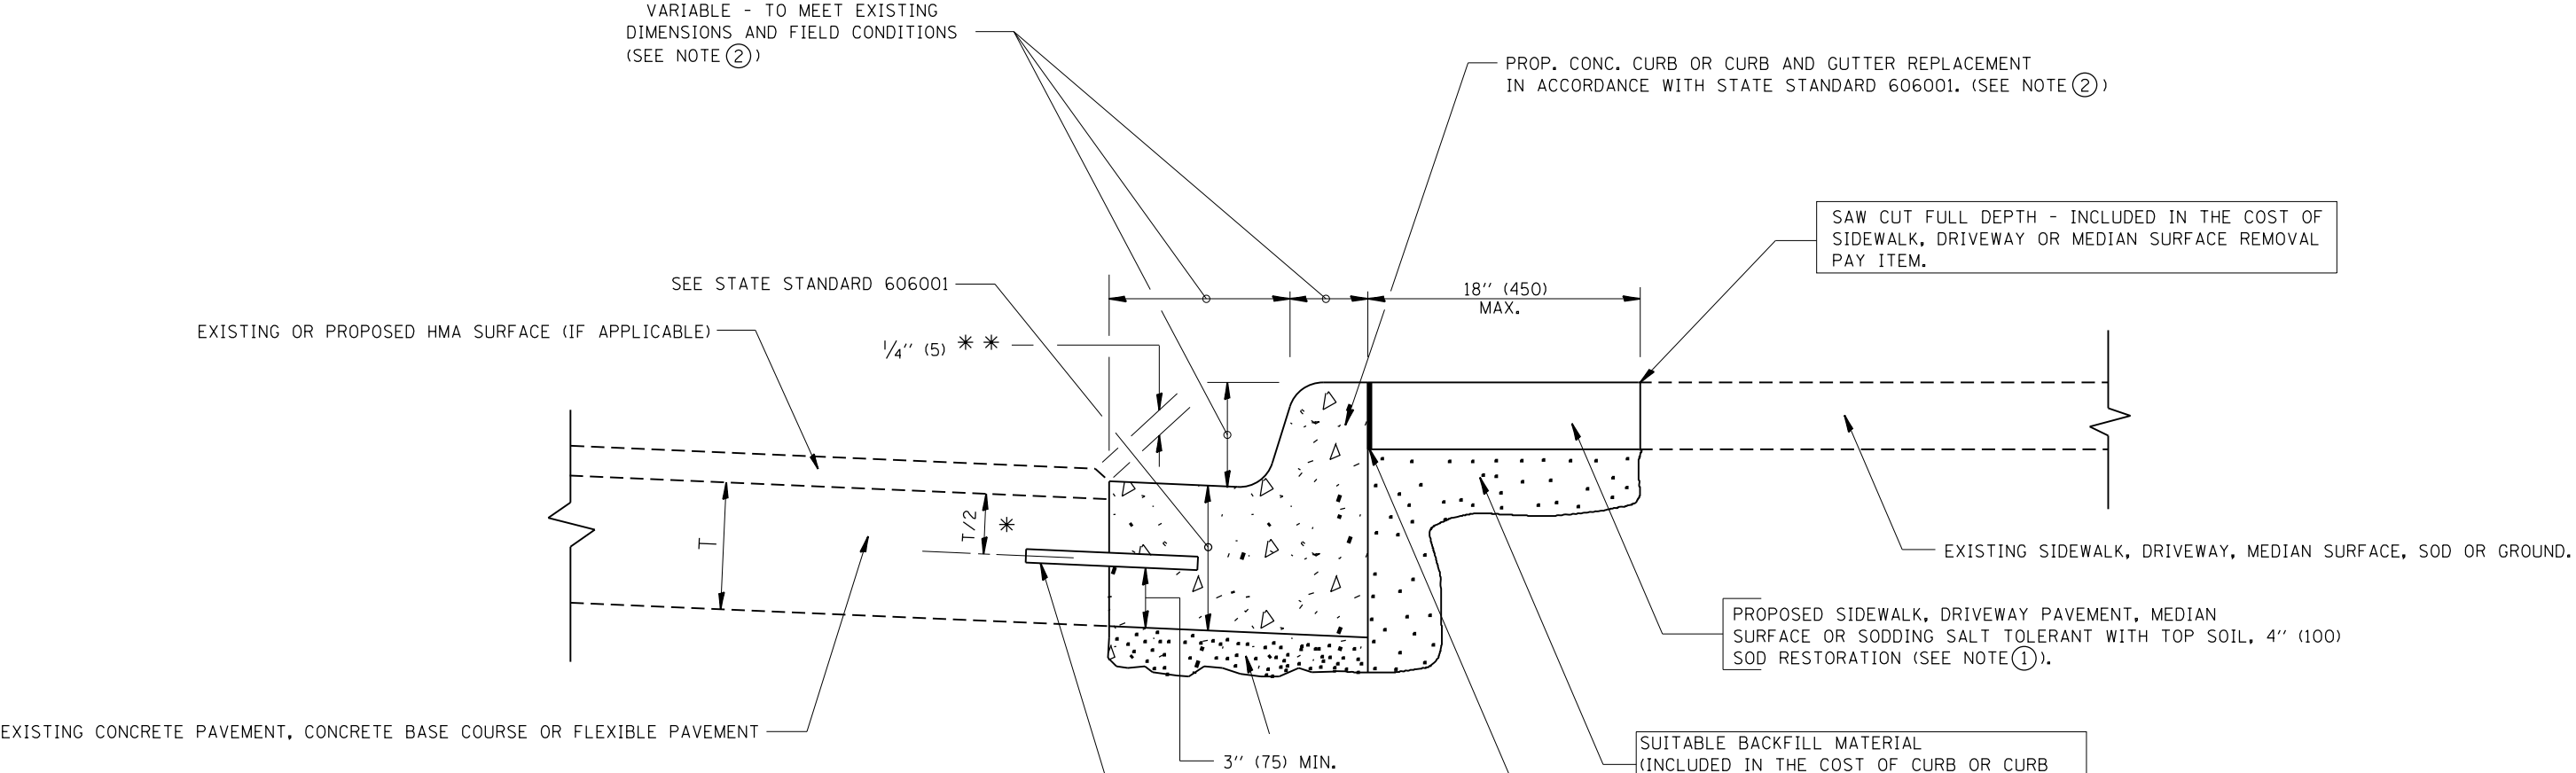 VARIABLE - TO MEET EXISTING
DIMENSIONS AND FIELD CONDITIONS
(SEE NOTE 2)
PROP. CONC. CURB OR CURB AND GUTTER REPLACEMENT
IN ACCORDANCE WITH STATE STANDARD 606001. (SEE NOTE 2)
SAW CUT FULL DEPTH - INCLUDED IN THE COST OF
SIDEWALK, DRIVEWAY OR MEDIAN SURFACE REMOVAL
PAY ITEM.
SEE STATE STANDARD 606001
18'' (450)
MAX.
EXISTING OR PROPOSED HMA SURFACE (IF APPLICABLE)
1/4'' (5) * *
T
T/2
*
EXISTING SIDEWALK, DRIVEWAY, MEDIAN SURFACE, SOD OR GROUND.
PROPOSED SIDEWALK, DRIVEWAY PAVEMENT, MEDIAN
SURFACE OR SODDING SALT TOLERANT WITH TOP SOIL, 4'' (100)
SOD RESTORATION (SEE NOTE 1).
EXISTING CONCRETE PAVEMENT, CONCRETE BASE COURSE OR FLEXIBLE PAVEMENT
3'' (75) MIN.
SUITABLE BACKFILL MATERIAL
(INCLUDED IN THE COST OF CURB OR CURB